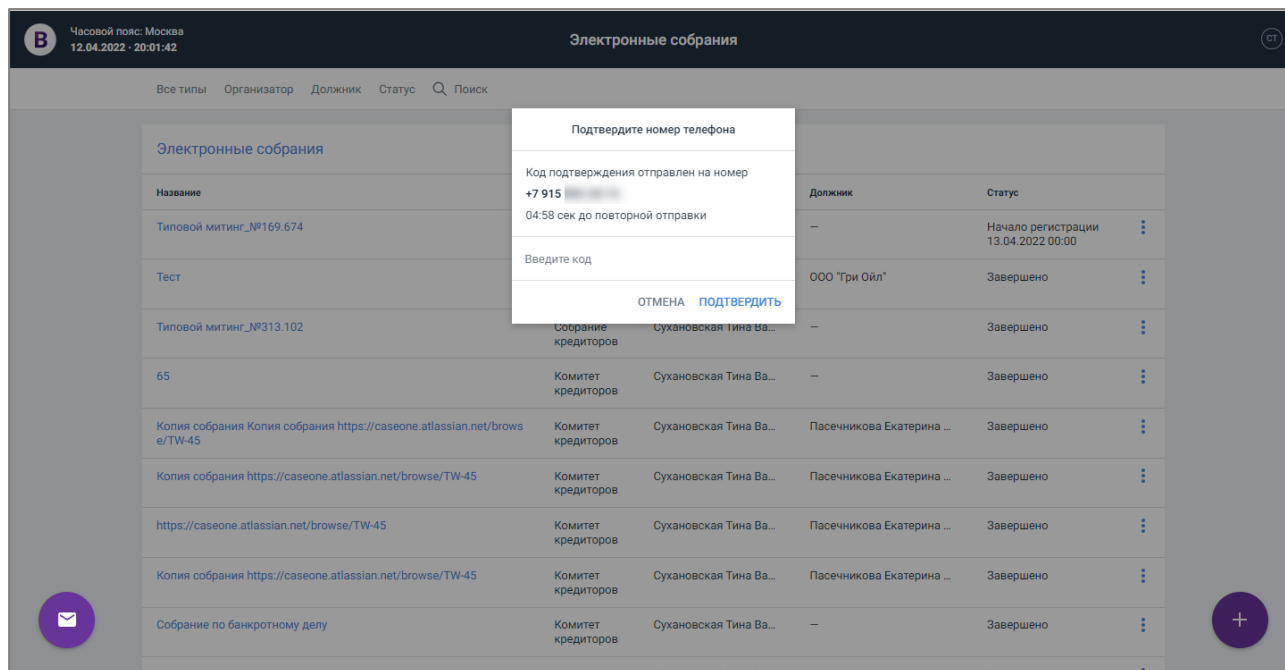 B
Часовой пояс: Москва
12.04.2022 · 20:01:42
Электронные собрания
СТ
Все типы Организатор Должник Статус Поиск
Подтвердите номер телефона
Код подтверждения отправлен на номер
+7 915
04:58 сек до повторной отправки
Введите код
ОТМЕНА ПОДТВЕРДИТЬ
Электронные собрания
Название Должник Статус
Типовой митинг_№169.674 — Начало регистрации
13.04.2022 00:00
Тест ООО "Гри Ойл" Завершено
Типовой митинг_№313.102 Собрание Сухановская Тина Ва... — Завершено
кредиторов
65 Комитет Сухановская Тина Ва... — Завершено
кредиторов
Копия собрания Копия собрания https://caseone.atlassian.net/brows Комитет Сухановская Тина Ва... Пасечникова Екатерина ... Завершено
e/TW-45 кредиторов
Копия собрания https://caseone.atlassian.net/browse/TW-45 Комитет Сухановская Тина Ва... Пасечникова Екатерина ... Завершено
кредиторов
https://caseone.atlassian.net/browse/TW-45 Комитет Сухановская Тина Ва... Пасечникова Екатерина ... Завершено
кредиторов
Копия собрания https://caseone.atlassian.net/browse/TW-45 Комитет Сухановская Тина Ва... Пасечникова Екатерина ... Завершено
кредиторов
Собрание по банкротному делу Комитет Сухановская Тина Ва... — Завершено
кредиторов